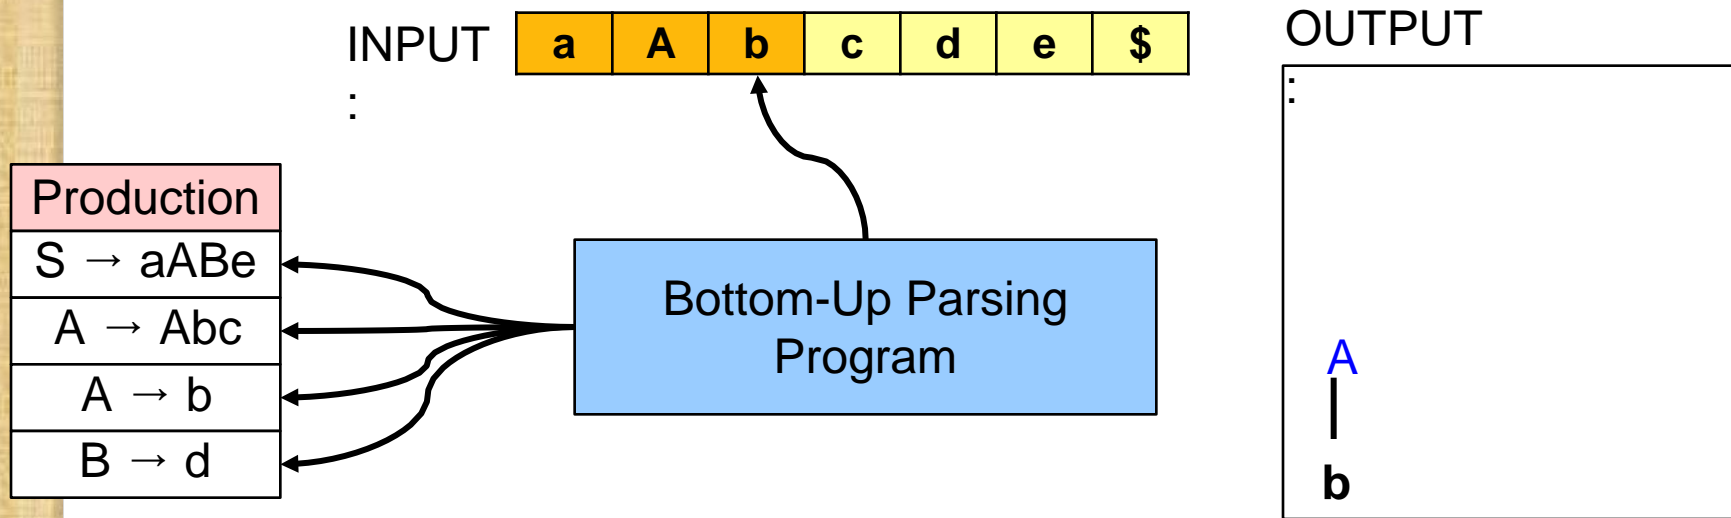 INPUT
:
a A b c d e $
OUTPUT
:
Production
S → aABe
A → Abc
A → b
B → d
Bottom-Up Parsing
Program
A
b